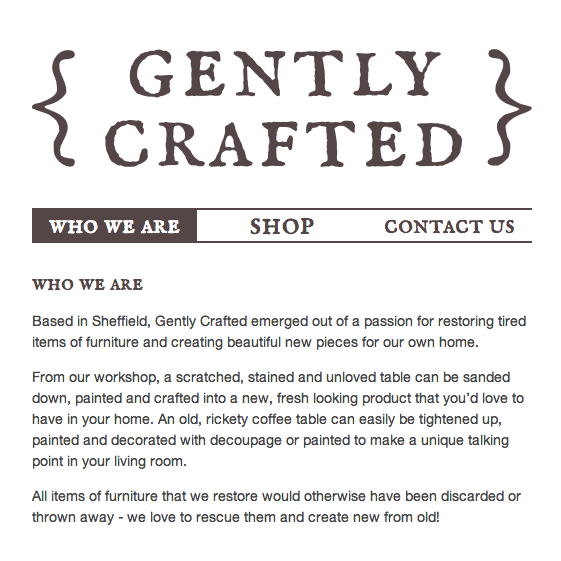 GENTLY
CRAFTED
WHO WE ARE
SHOP
CONTACT US
WHO WE ARE
Based in Sheffield, Gently Crafted emerged out of a passion for restoring tired
items of furniture and creating beautiful new pieces for our own home.
From our workshop, a scratched, stained and unloved table can be sanded
down, painted and crafted into a new, fresh looking product that you’d love to
have in your home. An old, rickety coffee table can easily be tightened up,
painted and decorated with decoupage or painted to make a unique talking
point in your living room.
All items of furniture that we restore would otherwise have been discarded or
thrown away - we love to rescue them and create new from old!